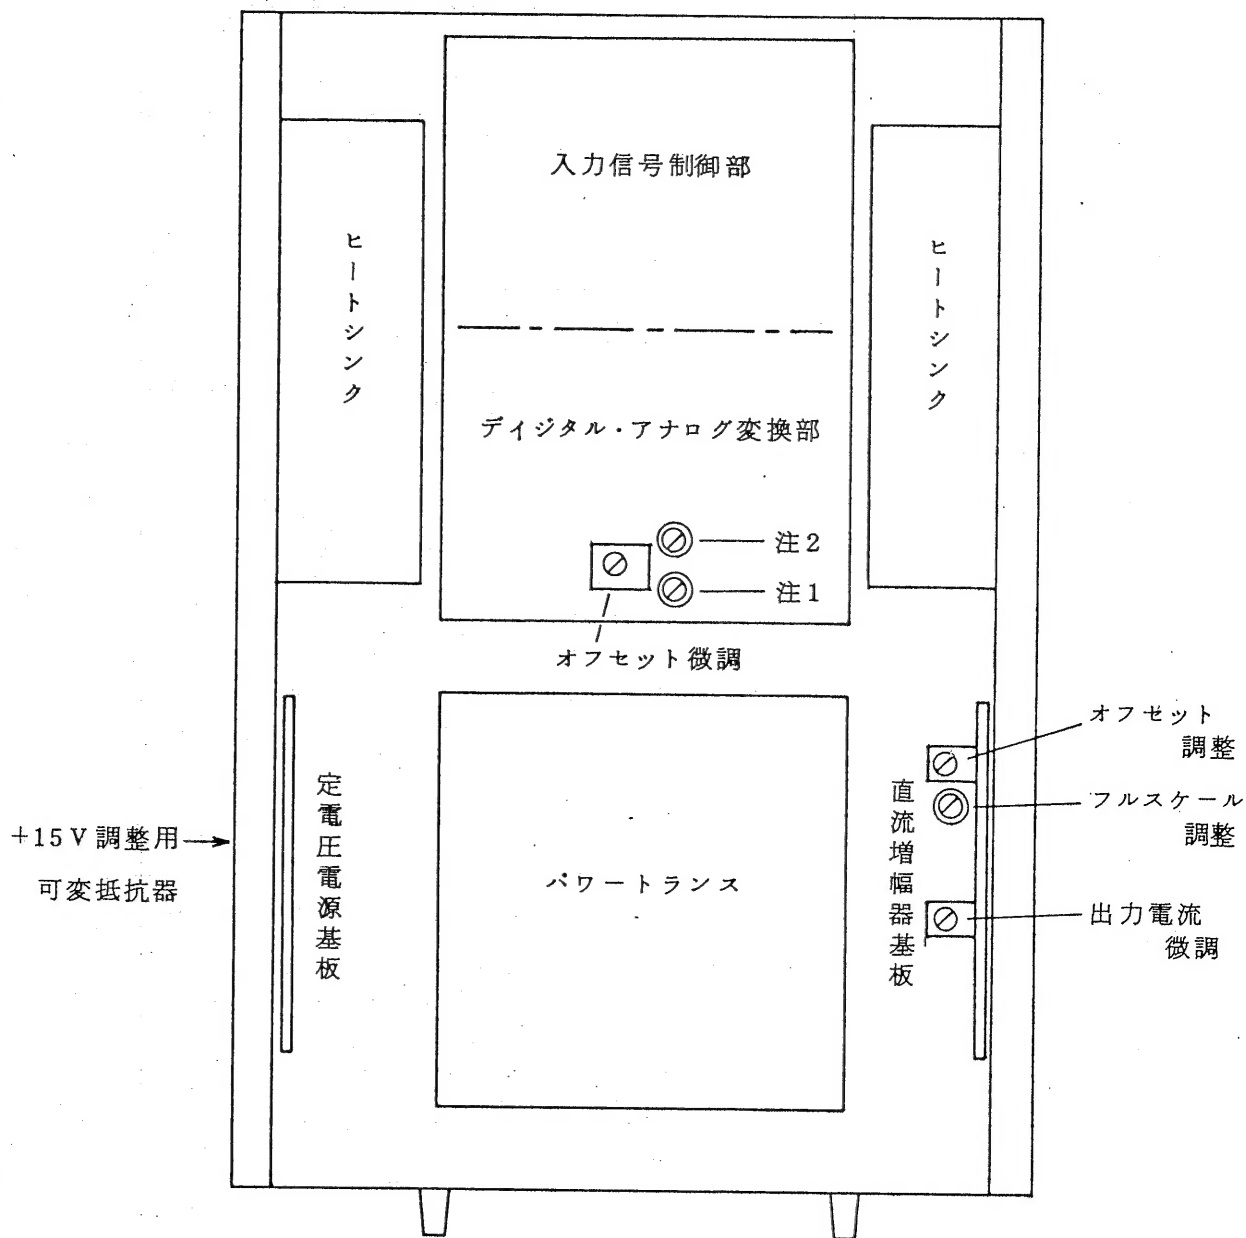 入力信号制御部
ヒートシンク
ヒートシンク
ディジタル・アナログ変換部
注2
注1
オフセット微調
オフセット
調整
フルスケール
調整
+15V調整用
可変抵抗器
定電圧電源基板
パワートランス
直流増幅器基板
出力電流
微調